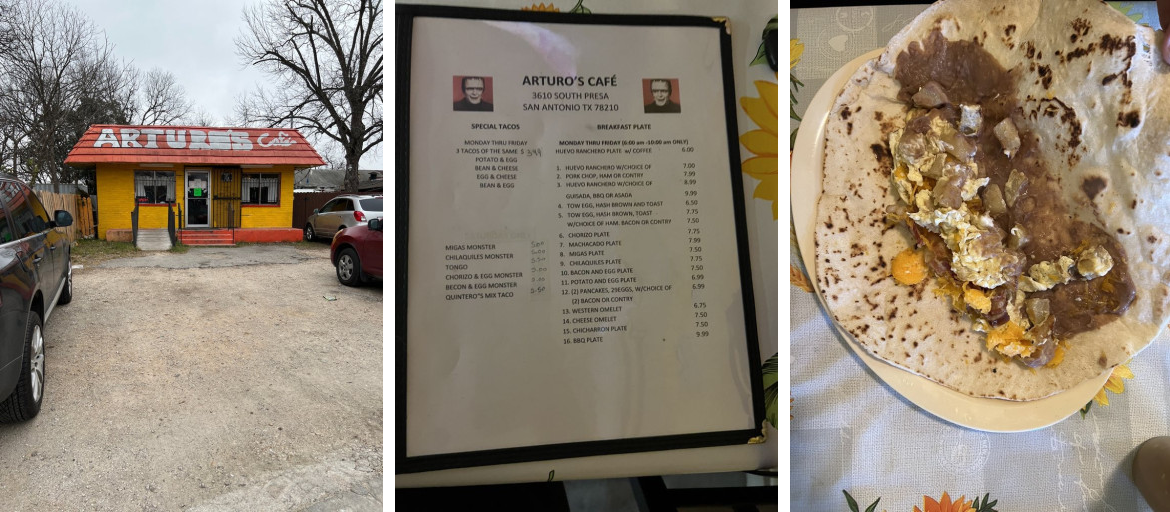 ARTURO'S Café
ARTURO'S CAFÉ
3610 SOUTH PRESA
SAN ANTONIO TX 78210
SPECIAL TACOS
MONDAY THRU FRIDAY
3 TACOS OF THE SAME $ 3.99
POTATO & EGG
BEAN & CHEESE
EGG & CHEESE
BEAN & EGG
MIGAS MONSTER
CHILAQUILES MONSTER
TONGO
CHORIZO & EGG MONSTER
BECON & EGG MONSTER
QUINTERO"S MIX TACO
BREAKFAST PLATE
MONDAY THRU FRIDAY (6:00 am -10:00 am ONLY)
HUEVO RANCHERO PLATE w/ COFFEE 6.00
1. HUEVO RANCHERO W/CHOICE OF 7.00
2. PORK CHOP, HAM OR CONTRY 7.99
3. HUEVO RANCHERO W/CHOICE OF 8.99
GUISADA, BBQ OR ASADA 9.99
4. TOW EGG, HASH BROWN AND TOAST 6.50
5. TOW EGG, HASH BROWN, TOAST 7.75
W/CHOICE OF HAM. BACON OR CONTRY 7.50
6. CHORIZO PLATE 7.75
7. MACHACADO PLATE 7.99
8. MIGAS PLATE 7.50
9. CHILAQUILES PLATE 7.75
10. BACON AND EGG PLATE 7.50
11. POTATO AND EGG PLATE 6.99
12. (2) PANCAKES, 29EGGS, W/CHOICE OF 6.99
(2) BACON OR CONTRY
13. WESTERN OMELET 6.75
14. CHEESE OMELET 7.50
15. CHICHARRON PLATE 7.50
16. BBQ PLATE 9.99